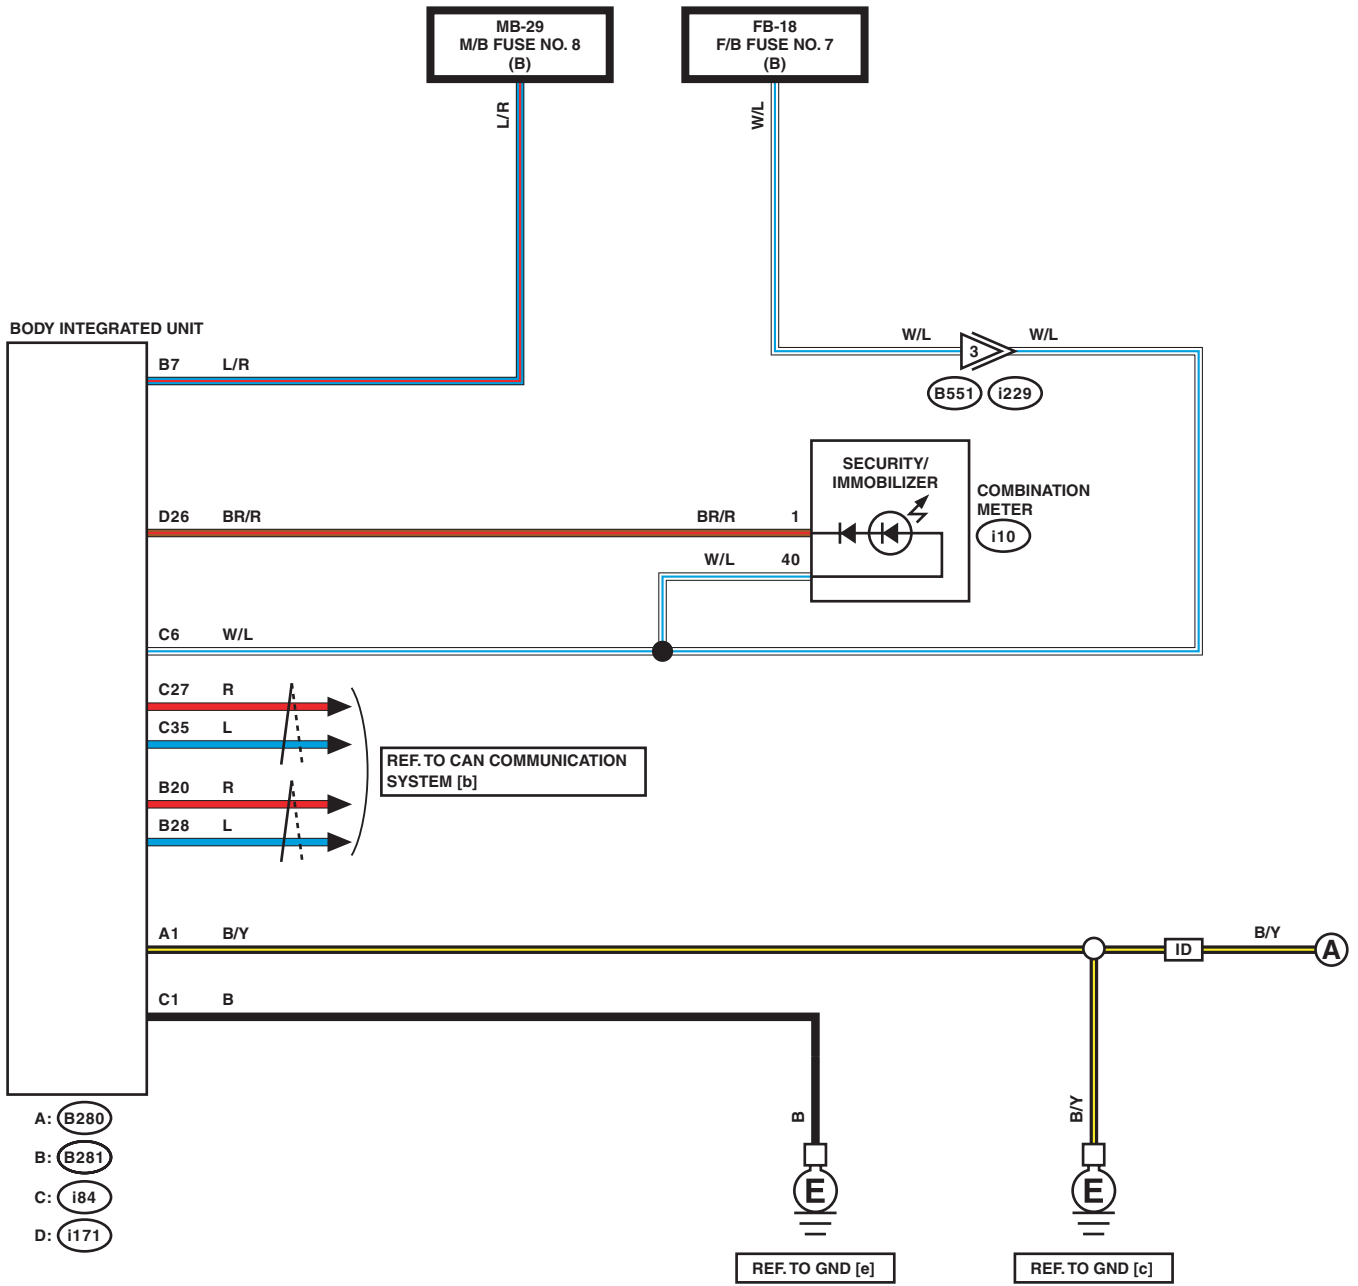 MB-29
M/B FUSE NO. 8
(B)
FB-18
F/B FUSE NO. 7
(B)
L/R
W/L
BODY INTEGRATED UNIT
W/L
3
W/L
B7
L/R
B551
i229
SECURITY/
IMMOBILIZER
COMBINATION
METER
i10
D26
BR/R
BR/R
1
W/L
40
C6
W/L
C27
R
C35
L
REF. TO CAN COMMUNICATION
SYSTEM [b]
B20
R
B28
L
A1
B/Y
ID
B/Y
A
C1
B
B
B/Y
A: B280
B: B281
C: i84
D: i171
E
E
REF. TO GND [e]
REF. TO GND [c]